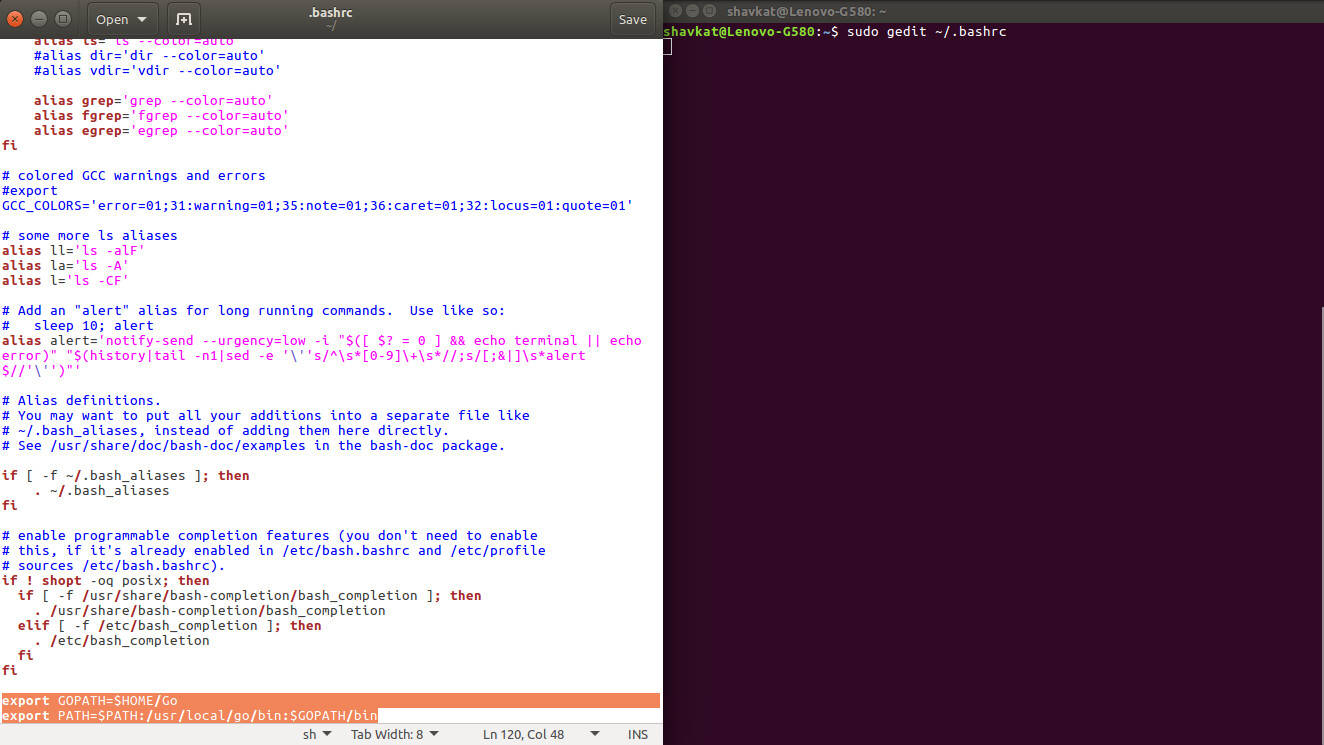 Open
.bashrc
~/
Save
alias ls='ls --color=auto'
#alias dir='dir --color=auto'
#alias vdir='vdir --color=auto'
alias grep='grep --color=auto'
alias fgrep='fgrep --color=auto'
alias egrep='egrep --color=auto'
fi
# colored GCC warnings and errors
#export
GCC_COLORS='error=01;31:warning=01;35:note=01;36:caret=01;32:locus=01:quote=01'
# some more ls aliases
alias ll='ls -alF'
alias la='ls -A'
alias l='ls -CF'
# Add an "alert" alias for long running commands.  Use like so:
#   sleep 10; alert
alias alert='notify-send --urgency=low -i "$([ $? = 0 ] && echo terminal || echo
error)" "$(history|tail -n1|sed -e '\''s/^\s*[0-9]\+\s*//;s/[;&|]\s*alert
$//'\'')"'
# Alias definitions.
# You may want to put all your additions into a separate file like
# ~/.bash_aliases, instead of adding them here directly.
# See /usr/share/doc/bash-doc/examples in the bash-doc package.
if [ -f ~/.bash_aliases ]; then
. ~/.bash_aliases
fi
# enable programmable completion features (you don't need to enable
# this, if it's already enabled in /etc/bash.bashrc and /etc/profile
# sources /etc/bash.bashrc).
if ! shopt -oq posix; then
if [ -f /usr/share/bash-completion/bash_completion ]; then
. /usr/share/bash-completion/bash_completion
elif [ -f /etc/bash_completion ]; then
. /etc/bash_completion
fi
fi
export GOPATH=$HOME/Go
export PATH=$PATH:/usr/local/go/bin:$GOPATH/bin
sh
Tab Width: 8
Ln 120, Col 48
INS
shavkat@Lenovo-G580: ~
shavkat@Lenovo-G580:~$ sudo gedit ~/.bashrc